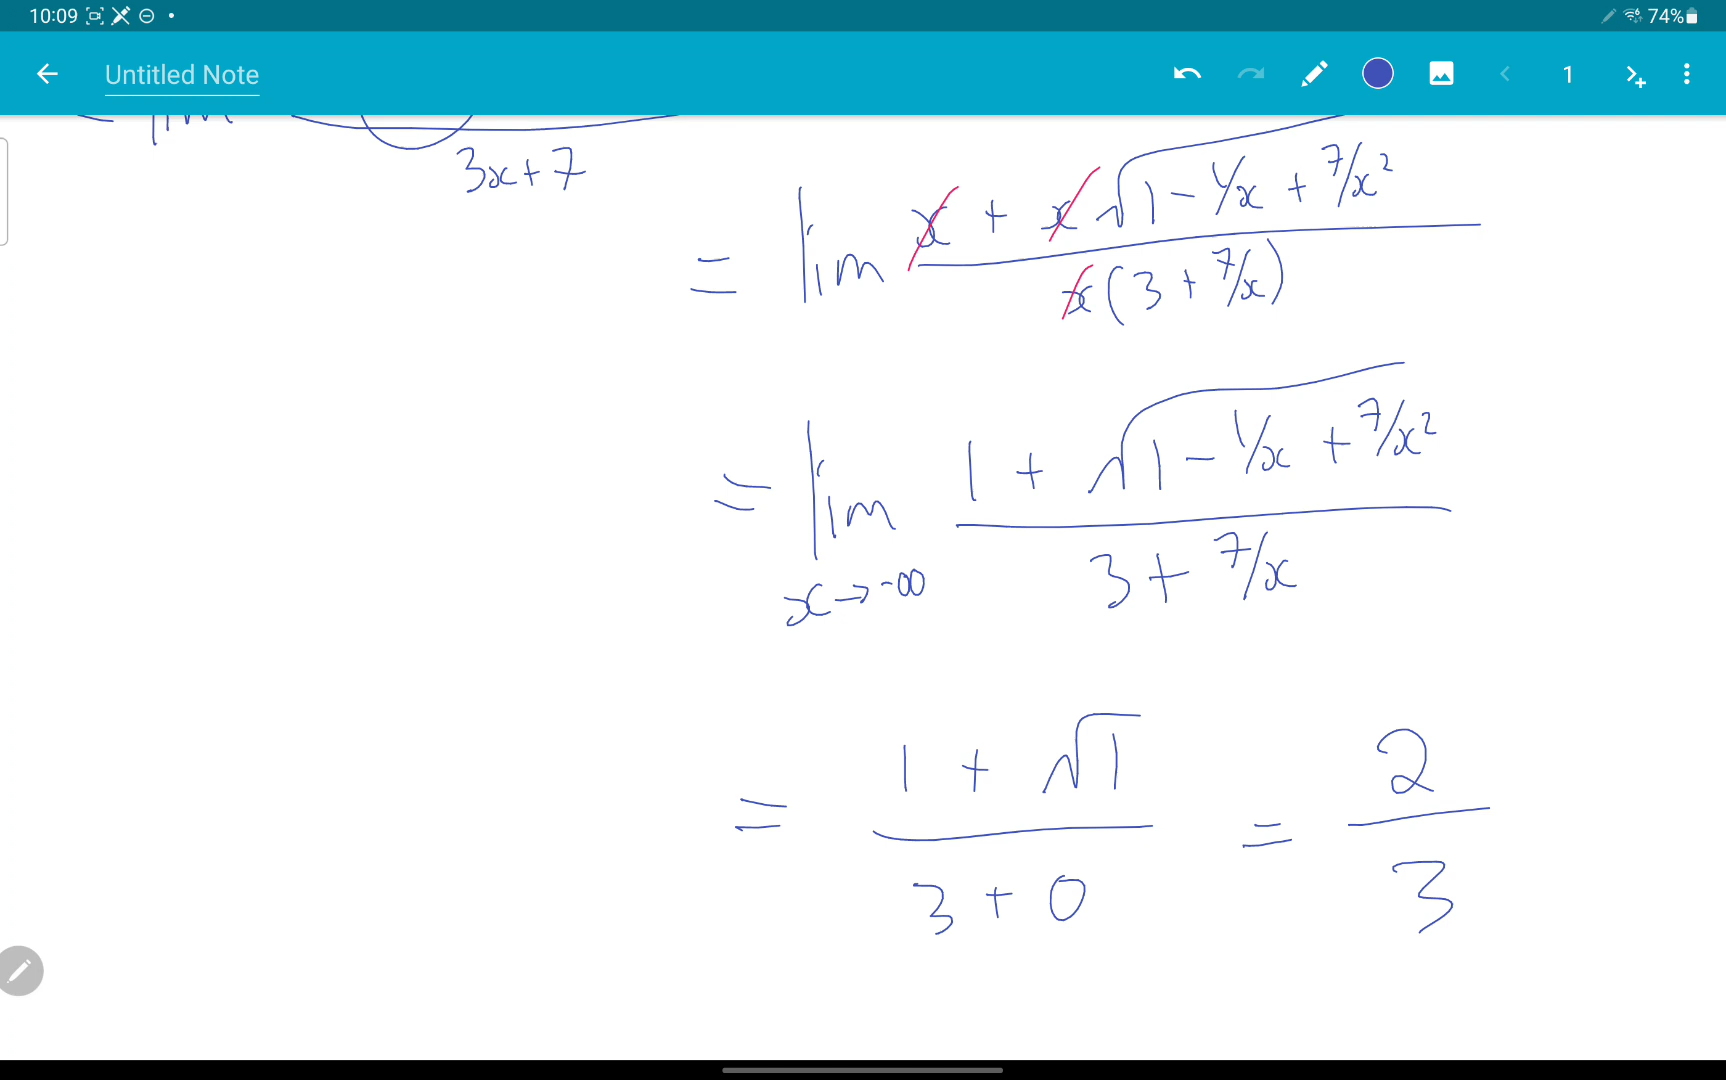 10:09 74%
Untitled Note 1
= lim
3x+7
= lim x + x√1 - 1/x + 7/x²
x(3 + 7/x)
= lim 1 + √1 - 1/x + 7/x²
x→-∞ 3 + 7/x
= 1 + √1 = 2
3 + 0 3